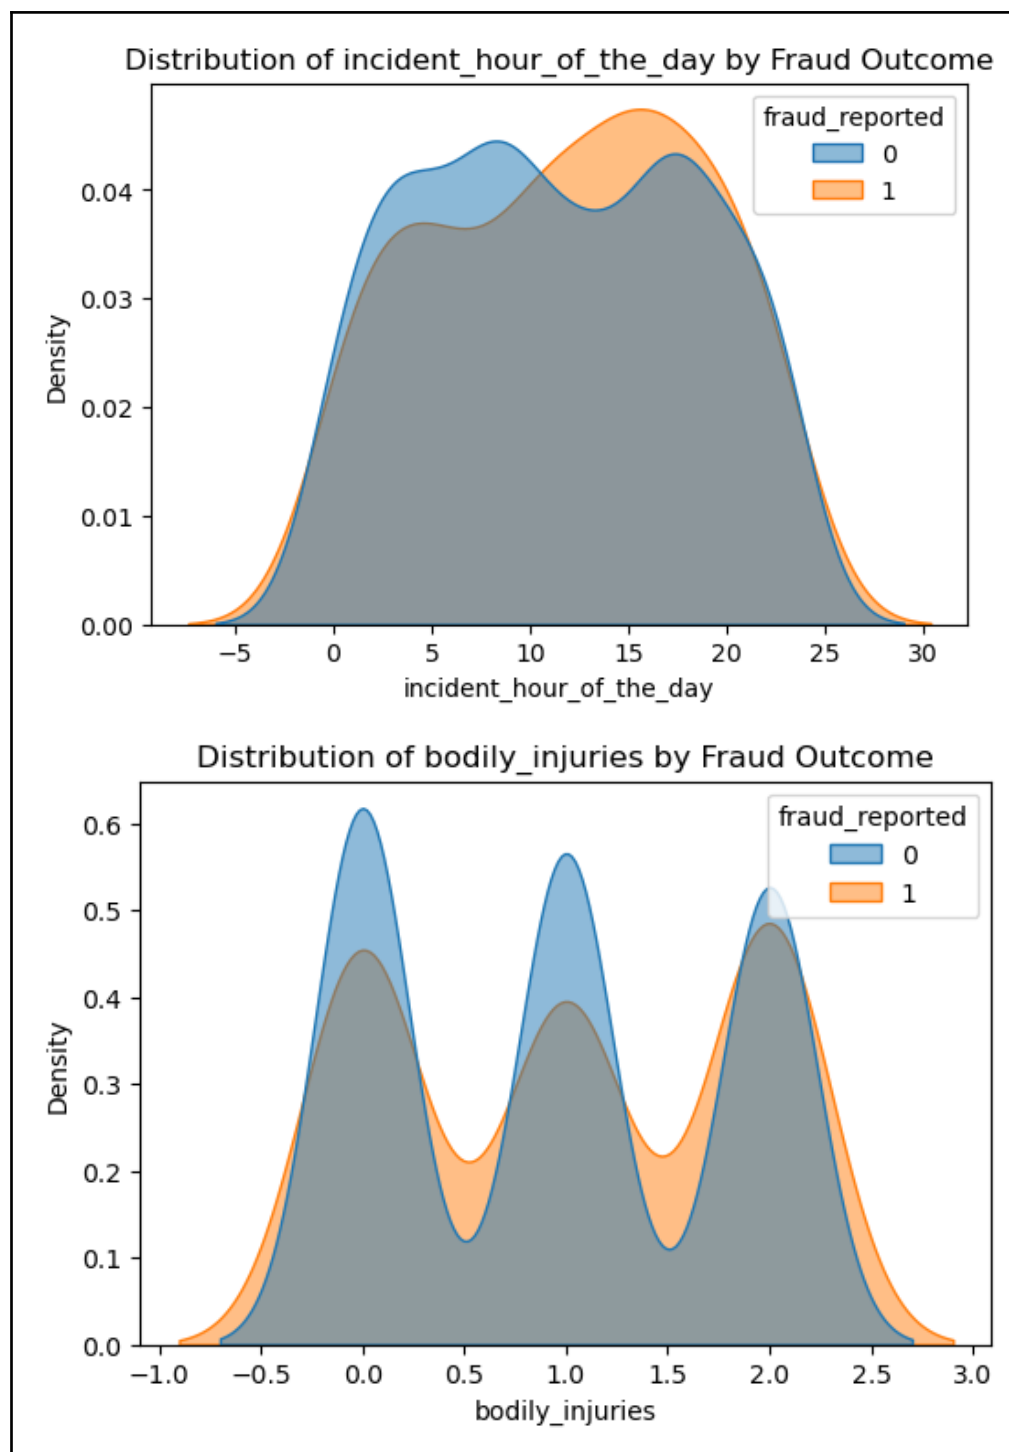 Distribution of incident_hour_of_the_day by Fraud Outcome
fraud_reported
0
1
0.04
0.03
0.02
0.01
0.00
Density
−5 0 5 10 15 20 25 30
incident_hour_of_the_day
Distribution of bodily_injuries by Fraud Outcome
fraud_reported
0
1
0.6
0.5
0.4
0.3
0.2
0.1
0.0
Density
−1.0 −0.5 0.0 0.5 1.0 1.5 2.0 2.5 3.0
bodily_injuries